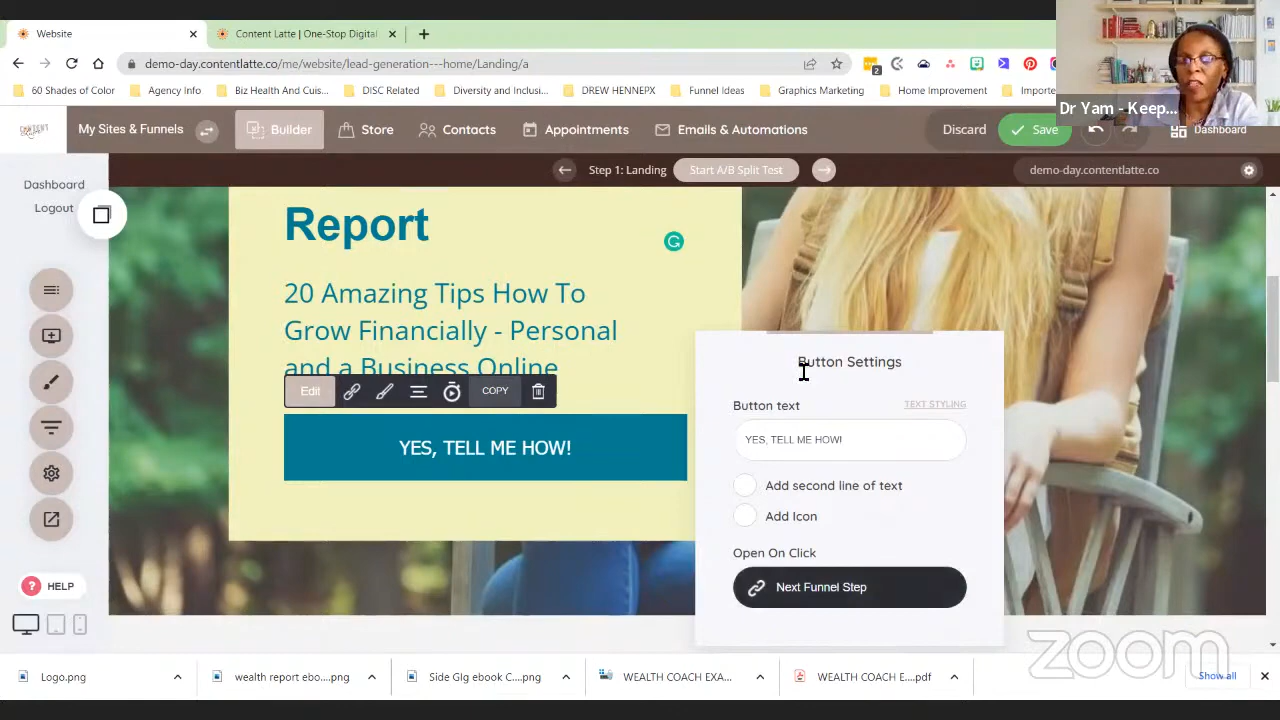 Website
Content Latte | One-Stop Digital
demo-day.contentlatte.co/me/website/lead-generation---home/Landing/a
2
60 Shades of Color
Agency Info
Biz Health And Cuis...
DISC Related
Diversity and Inclusi...
DREW HENNEPX
Funnel Ideas
Graphics Marketing
Home Improvement
Importe
Dr Yam - Keep...
CONTENT
My Sites & Funnels
Builder
Store
Contacts
Appointments
Emails & Automations
Discard
Save
Dashboard
Step 1: Landing
Start A/B Split Test
demo-day.contentlatte.co
Dashboard
Logout
Report
20 Amazing Tips How To
Grow Financially - Personal
and a Business Online
Edit
COPY
YES, TELL ME HOW!
Button Settings
Button text
TEXT STYLING
YES, TELL ME HOW!
Add second line of text
Add Icon
Open On Click
Next Funnel Step
? HELP
zoom
Logo.png
wealth report ebo....png
Side GIg ebook C....png
WEALTH COACH EXA...
WEALTH COACH E....pdf
Show all